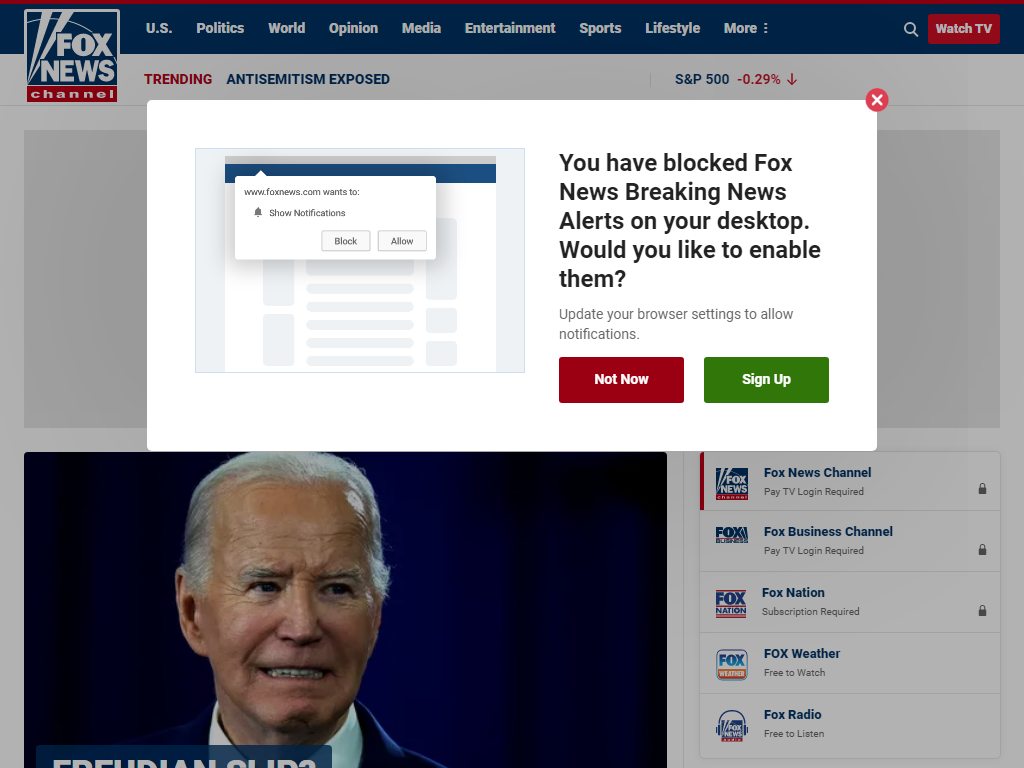 FOX
NEWS
channel
U.S.
Politics
World
Opinion
Media
Entertainment
Sports
Lifestyle
More
Watch TV
TRENDING
ANTISEMITISM EXPOSED
S&P 500 -0.29%
www.foxnews.com wants to:
Show Notifications
Block
Allow
You have blocked Fox
News Breaking News
Alerts on your desktop.
Would you like to enable
them?
Update your browser settings to allow
notifications.
Not Now
Sign Up
FREUDIAN SLIP?
FOX
NEWS
channel
Fox News Channel
Pay TV Login Required
FOX
BUSINESS
Fox Business Channel
Pay TV Login Required
FOX
NATION
Fox Nation
Subscription Required
FOX
WEATHER
FOX Weather
Free to Watch
FOX
NEWS
audio
Fox Radio
Free to Listen